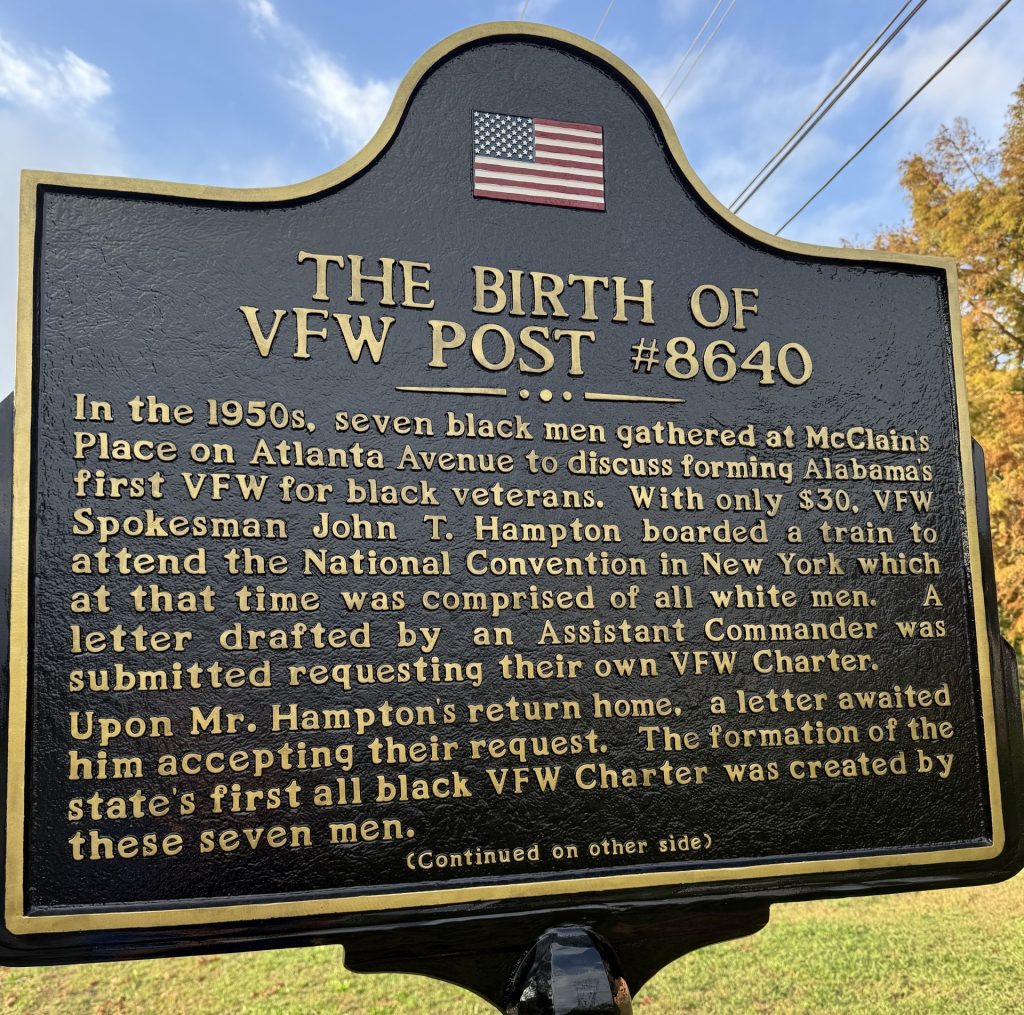 THE BIRTH OF
VFW POST #8640
In the 1950s, seven black men gathered at McClain's
Place on Atlanta Avenue to discuss forming Alabama's
first VFW for black veterans. With only $30, VFW
Spokesman John T. Hampton boarded a train to
attend the National Convention in New York which
at that time was comprised of all white men. A
letter drafted by an Assistant Commander was
submitted requesting their own VFW Charter.
Upon Mr. Hampton's return home, a letter awaited
him accepting their request. The formation of the
state's first all black VFW Charter was created by
these seven men.
(Continued on other side)